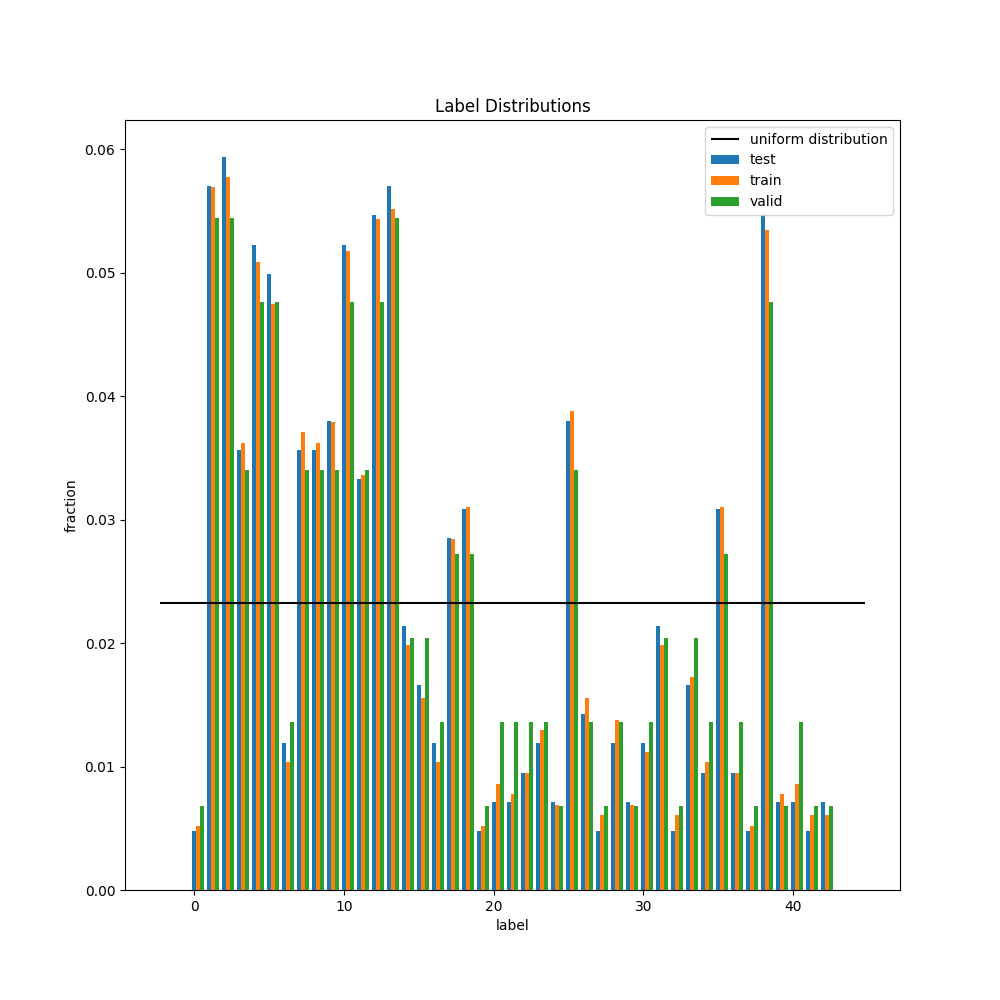 Label Distributions
uniform distribution
test
train
valid
0.06
0.05
0.04
0.03
0.02
0.01
0.00
fraction
0 10 20 30 40
label